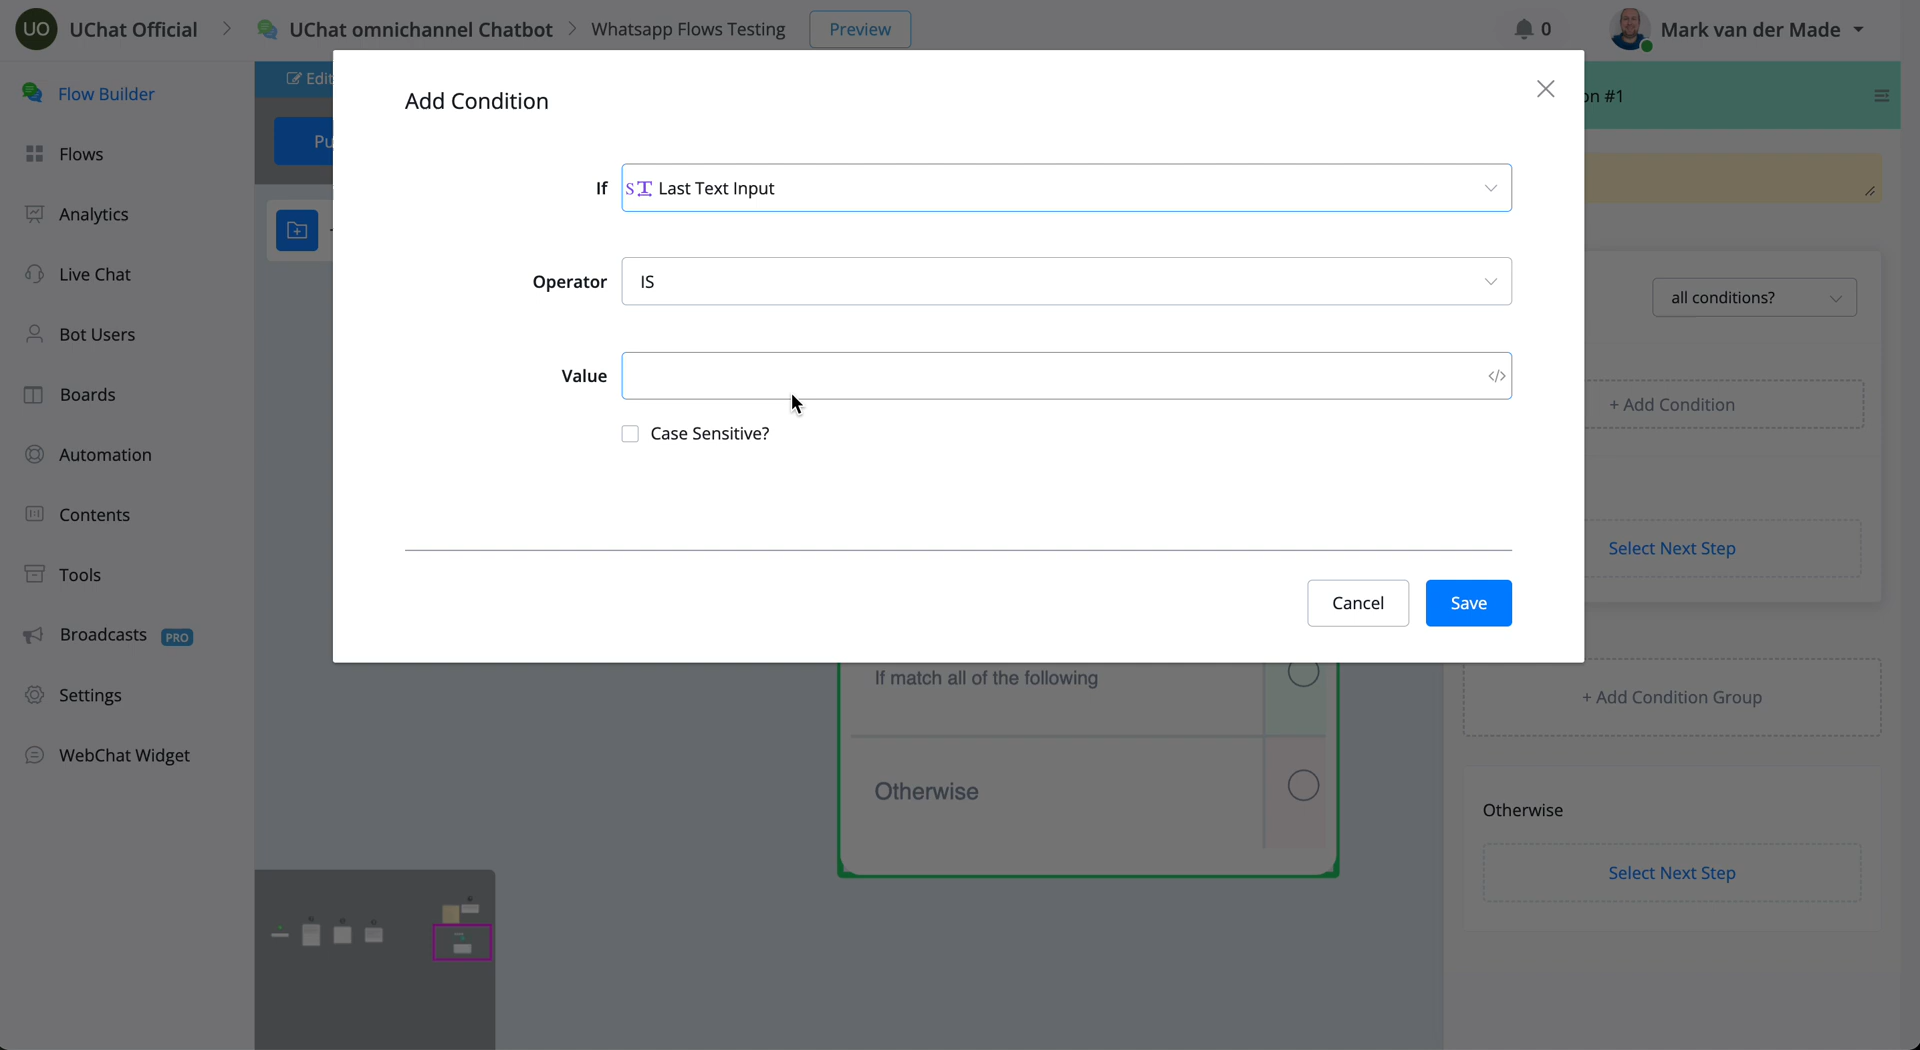 UO UChat Official > UChat omnichannel Chatbot > Whatsapp Flows Testing Preview 0 Mark van der Made
Flow Builder
Flows
Analytics
Live Chat
Bot Users
Boards
Automation
Contents
Tools
Broadcasts PRO
Settings
WebChat Widget
Edit
Pu
Add Condition
If ST Last Text Input
Operator IS
Value </>
Case Sensitive?
Cancel Save
If match all of the following
Otherwise
on #1
all conditions?
+ Add Condition
Select Next Step
+ Add Condition Group
Otherwise
Select Next Step